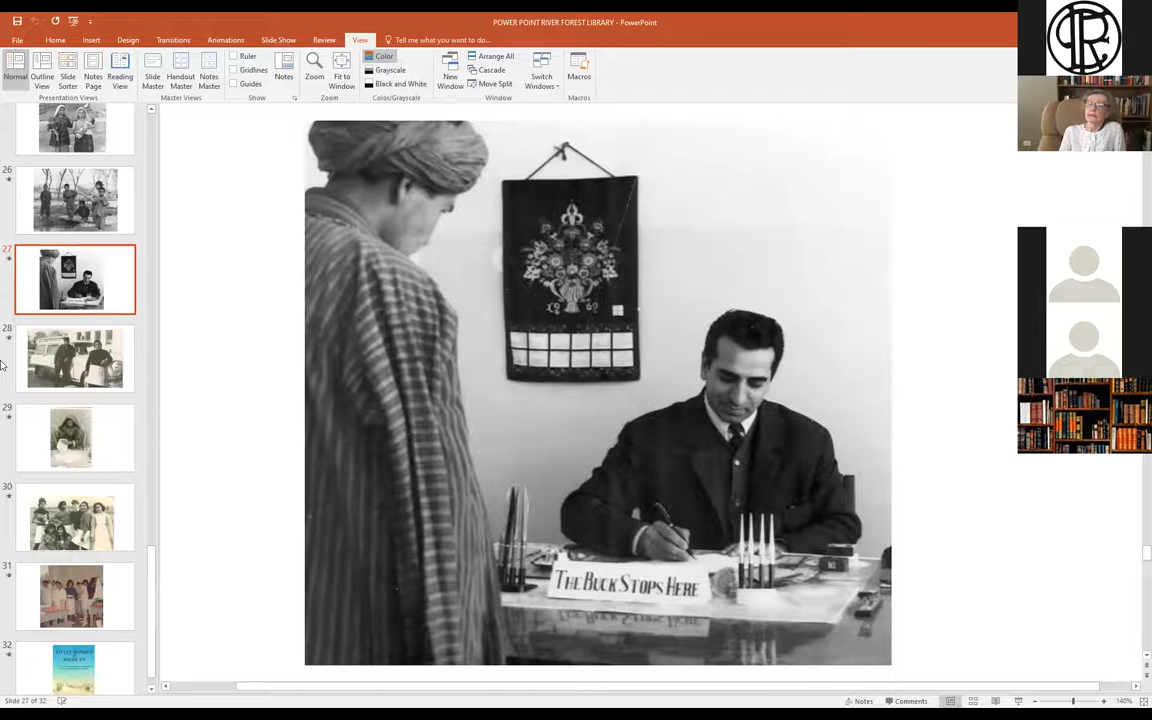 POWER POINT RIVER FOREST LIBRARY - PowerPoint
File Home Insert Design Transitions Animations Slide Show Review View Tell me what you want to do...
Normal
Outline View
Slide Sorter
Notes Page
Reading View
Presentation Views
Slide Master
Handout Master
Notes Master
Master Views
Ruler
Gridlines
Guides
Notes
Show
Zoom
Fit to Window
Zoom
Color
Grayscale
Black and White
Color/Grayscale
New Window
Arrange All
Cascade
Move Split
Switch Windows
Window
Macros
Macros
26
27
28
29
30
31
32
LITTLE WOMEN
THE BUCK STOPS HERE
Slide 27 of 32
Notes
Comments
140%